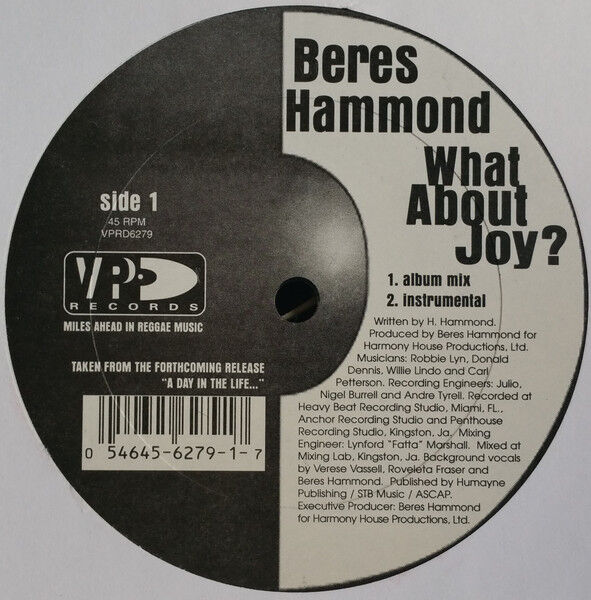 Beres
Hammond
What
About
Joy?
side 1
45 RPM
VPRD6279
VP
RECORDS
MILES AHEAD IN REGGAE MUSIC
TAKEN FROM THE FORTHCOMING RELEASE
"A DAY IN THE LIFE..."
0 54645-6279-1-7
1. album mix
2. instrumental
Written by H. Hammond.
Produced by Beres Hammond for
Harmony House Productions, Ltd.
Musicians: Robbie Lyn, Donald
Dennis, Willie Lindo and Carl
Petterson. Recording Engineers: Julio,
Nigel Burrell and Andre Tyrell. Recorded at
Heavy Beat Recording Studio, Miami, FL.,
Anchor Recording Studio and Penthouse
Recording Studio, Kingston, Ja. Mixing
Engineer: Lynford "Fatta" Marshall. Mixed at
Mixing Lab, Kingston, Ja. Background vocals
by Verese Vassell, Roveleta Fraser and
Beres Hammond. Published by Humayne
Publishing / STB Music / ASCAP.
Executive Producer: Beres Hammond
for Harmony House Productions, Ltd.